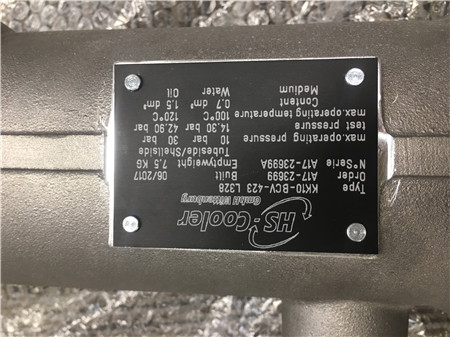 HS-Cooler
GmbH Wittenburg
Type KK10-BCV-423 L328
Order A17-23699 Built 06/2017
N°Serie A17-23699A Emptyweight 7,5 KG
Tubeside/Shellside
max.operating pressure 10 bar 30 bar
test pressure 14,30 bar 42,90 bar
max.operating temperature 100°C 120°C
Content 0,7 dm³ 1,5 dm³
Medium Water Oil